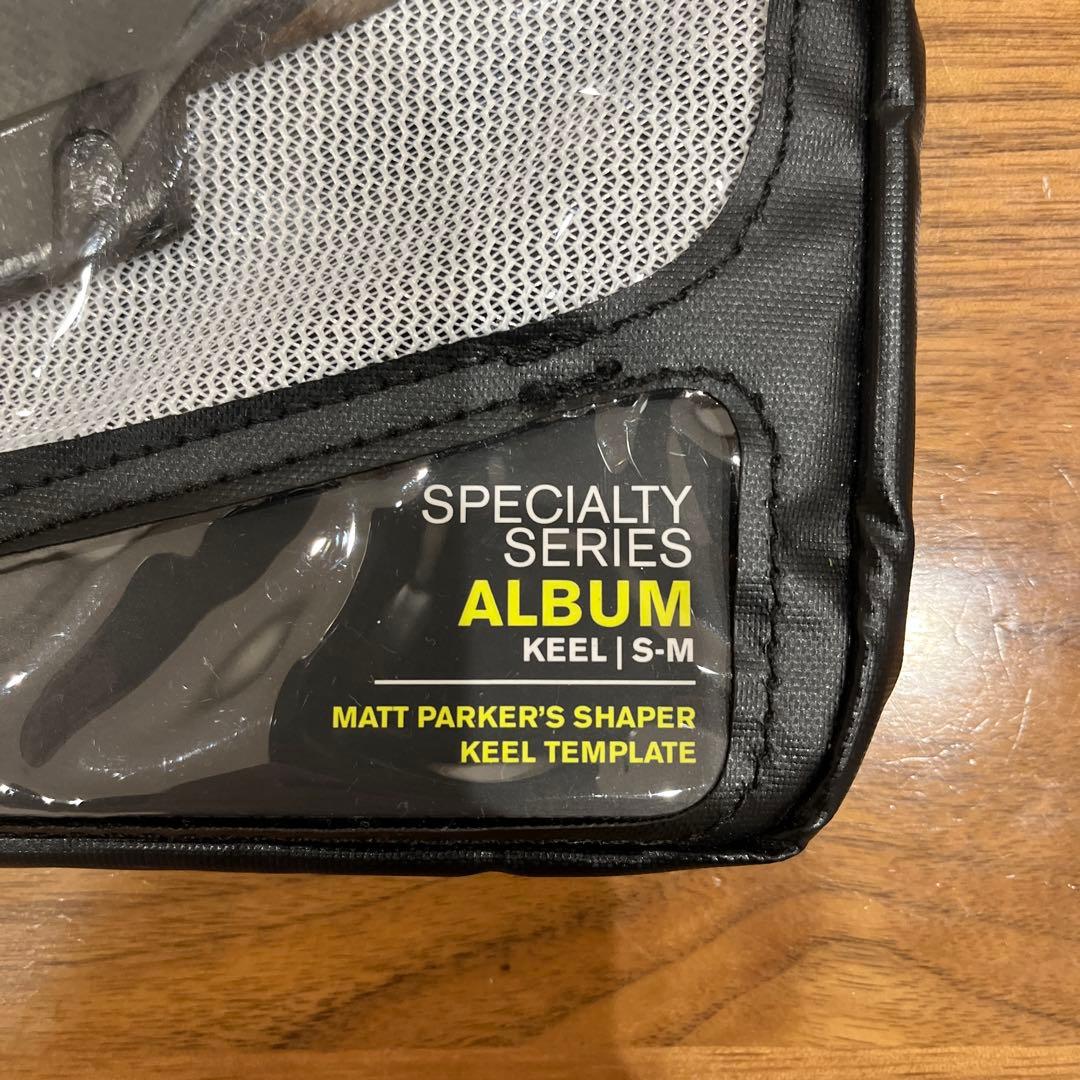 SPECIALTY
SERIES
ALBUM
KEEL | S-M
MATT PARKER'S SHAPER
KEEL TEMPLATE